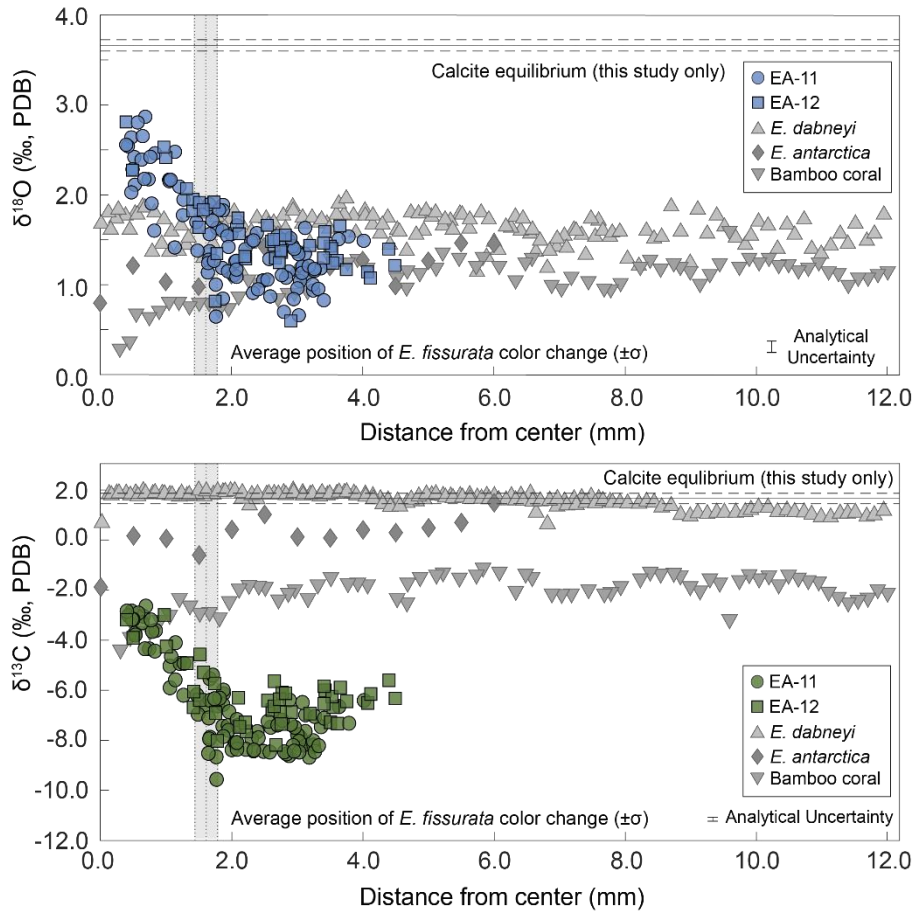 4.0
3.0
2.0
1.0
0.0
δ18O (‰, PDB)
Calcite equilibrium (this study only)
EA-11
EA-12
E. dabneyi
E. antarctica
Bamboo coral
Average position of E. fissurata color change (±σ)
Analytical
Uncertainty
0.0 2.0 4.0 6.0 8.0 10.0 12.0
Distance from center (mm)
2.0
0.0
-2.0
-4.0
-6.0
-8.0
-10.0
-12.0
δ13C (‰, PDB)
Calcite equlibrium (this study only)
EA-11
EA-12
E. dabneyi
E. antarctica
Bamboo coral
Average position of E. fissurata color change (±σ)
Analytical Uncertainty
0.0 2.0 4.0 6.0 8.0 10.0 12.0
Distance from center (mm)